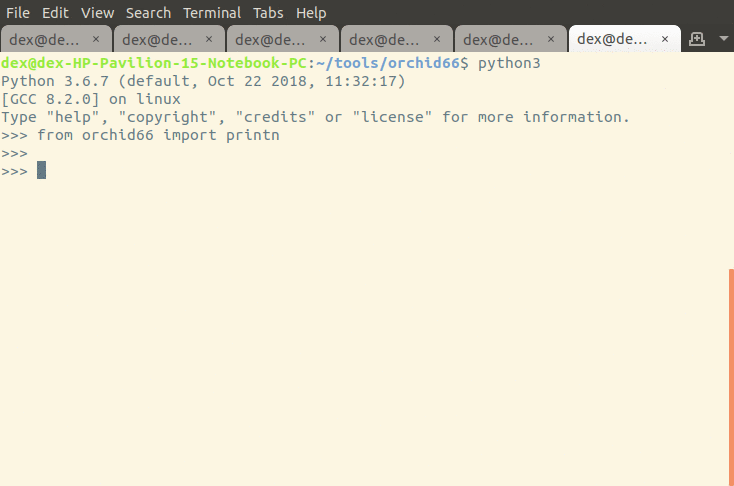 File Edit View Search Terminal Tabs Help
dex@de... × dex@de... × dex@de... × dex@de... × dex@de... × dex@de... ×
dex@dex-HP-Pavilion-15-Notebook-PC:~/tools/orchid66$ python3
Python 3.6.7 (default, Oct 22 2018, 11:32:17)
[GCC 8.2.0] on linux
Type "help", "copyright", "credits" or "license" for more information.
>>> from orchid66 import printn
>>>
>>>